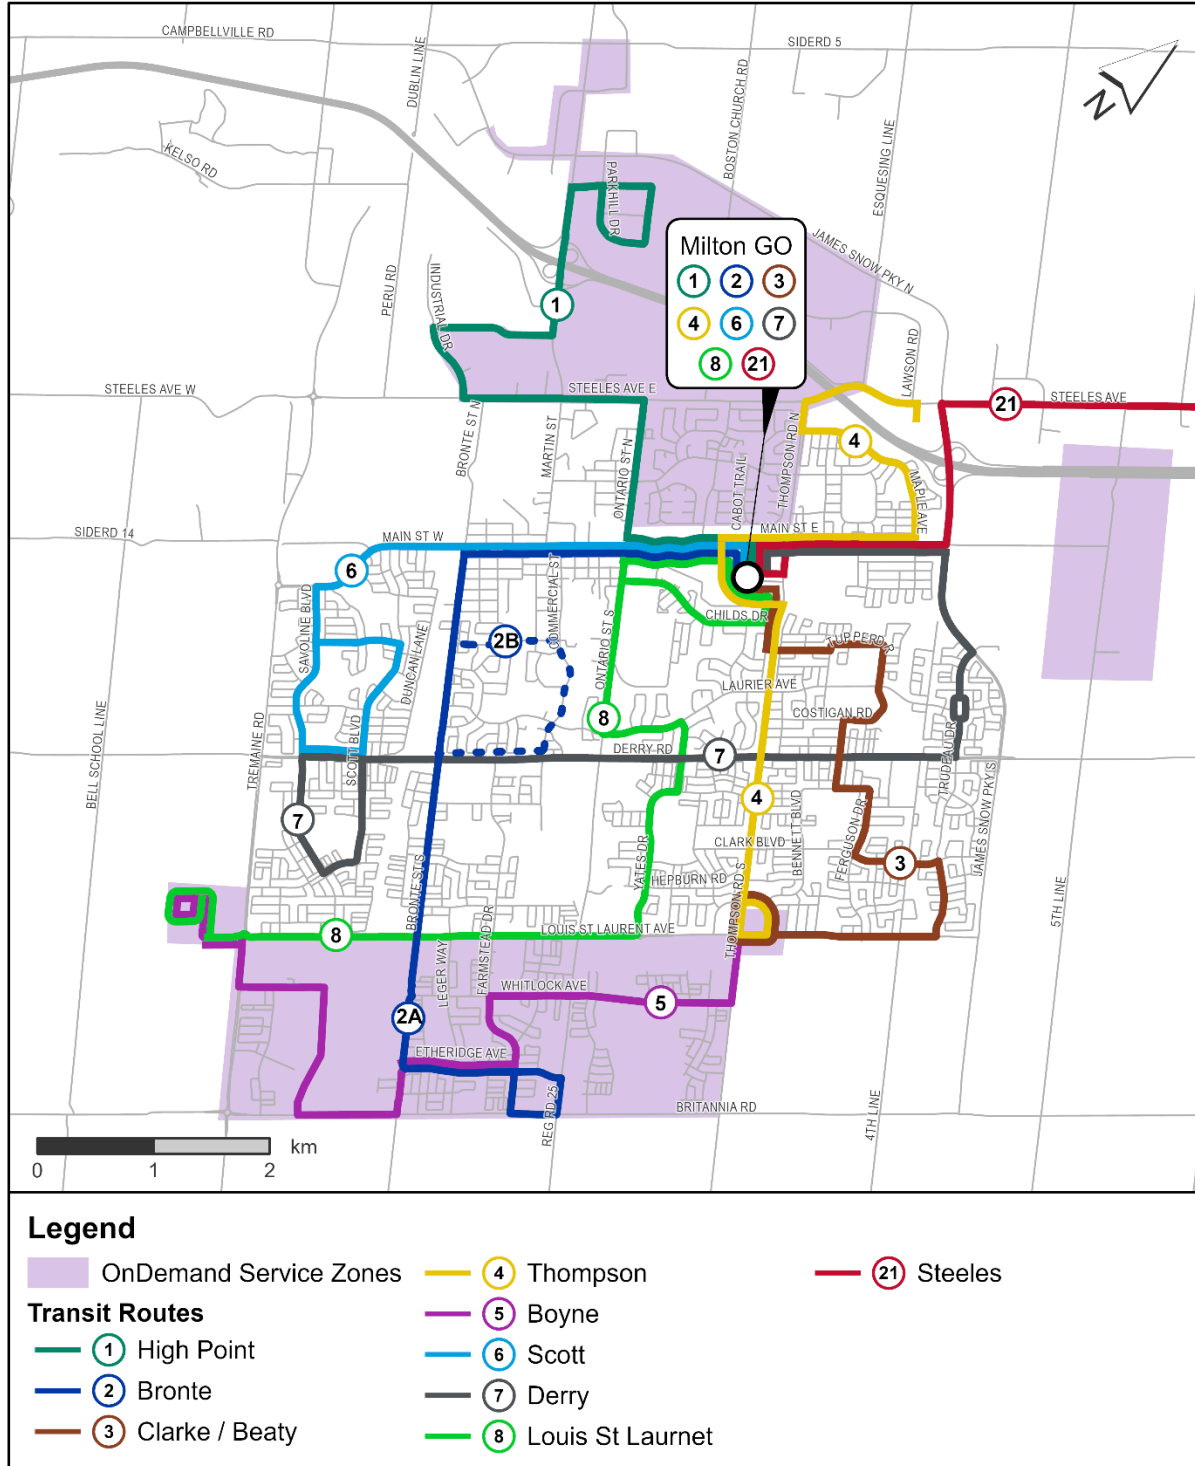 CAMPBELLVILLE RD
SIDERD 5
DUBLIN LINE
BOSTON CHURCH RD
N
ESQUESING LINE
KELSO RD
PARKHILL DR
JAMES SNOW PKY N
PERU RD
INDUSTRIAL DR
Milton GO
1 2 3
4 6 7
8 21
1
LAWSON RD
STEELES AVE W
STEELES AVE E
21
STEELES AVE
BRONTE ST N
MARTIN ST
ONTARIO ST N
CABOT TRAIL
THOMPSON RD N
4
MAPLE AVE
SIDERD 14
MAIN ST W
MAIN ST E
6
SAVOLINE BLVD
DUNCAN LANE
2B
COMMERCIAL ST
ONTARIO ST S
CHILDS DR
TUPPER DR
LAURIER AVE
COSTIGAN RD
8
BELL SCHOOL LINE
TREMAINE RD
SCOTT BLVD
DERRY RD
7
TRUDEAU DR
JAMES SNOW PKY S
7
4
CLARK BLVD
BENNETT BLVD
FERGUSON DR
3
YATES DR
HEPBURN RD
BRONTE ST S
THOMPSON RD S
5TH LINE
8
LOUIS ST LAURENT AVE
LEGER WAY
FARMSTEAD DR
WHITLOCK AVE
5
2A
ETHERIDGE AVE
REG RD 25
BRITANNIA RD
4TH LINE
km
0 1 2
Legend
OnDemand Service Zones
Transit Routes
1 High Point
2 Bronte
3 Clarke / Beaty
4 Thompson
5 Boyne
6 Scott
7 Derry
8 Louis St Laurnet
21 Steeles